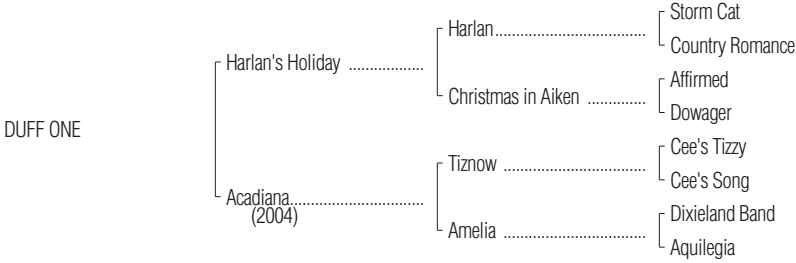 Storm Cat
Harlan....................................
Country Romance
Harlan's Holiday ..................
Affirmed
Christmas in Aiken ..............
Dowager
DUFF ONE
Cee's Tizzy
Tiznow ..................................
Cee's Song
Acadiana................................
(2004)
Dixieland Band
Amelia ..................................
Aquilegia